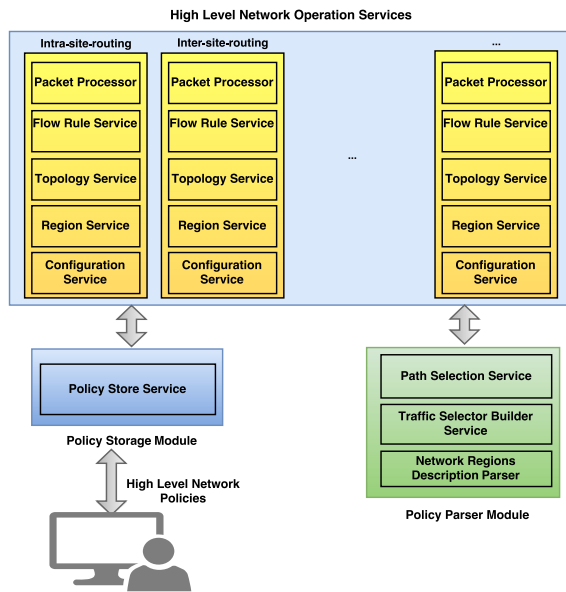 High Level Network Operation Services
Intra-site-routing
Packet Processor
Flow Rule Service
Topology Service
Region Service
Configuration
Service
Inter-site-routing
Packet Processor
Flow Rule Service
Topology Service
Region Service
Configuration
Service
...
...
Packet Processor
Flow Rule Service
Topology Service
Region Service
Configuration
Service
Policy Store Service
Policy Storage Module
High Level Network
Policies
Path Selection Service
Traffic Selector Builder
Service
Network Regions
Description Parser
Policy Parser Module